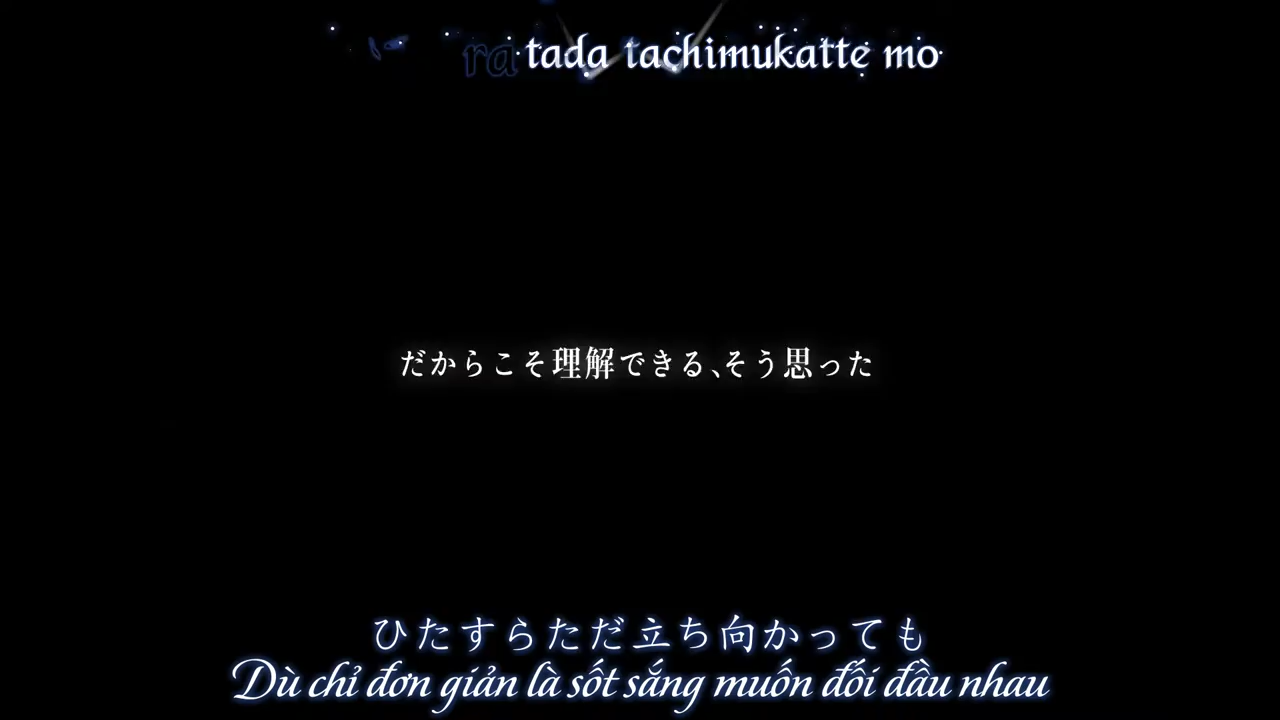 ra tada tachimukatte mo
だからこそ理解できる、そう思った
ひたすらただ立ち向かっても
Dù chỉ đơn giản là sốt sắng muốn đối đầu nhau